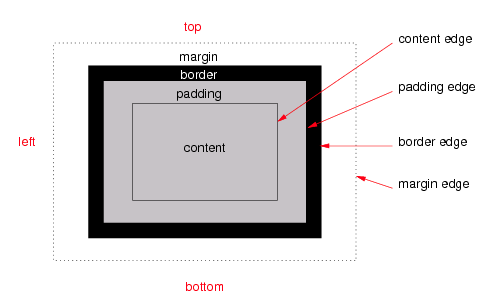 top
content edge
margin
border
padding edge
padding
left
content
border edge
margin edge
bottom